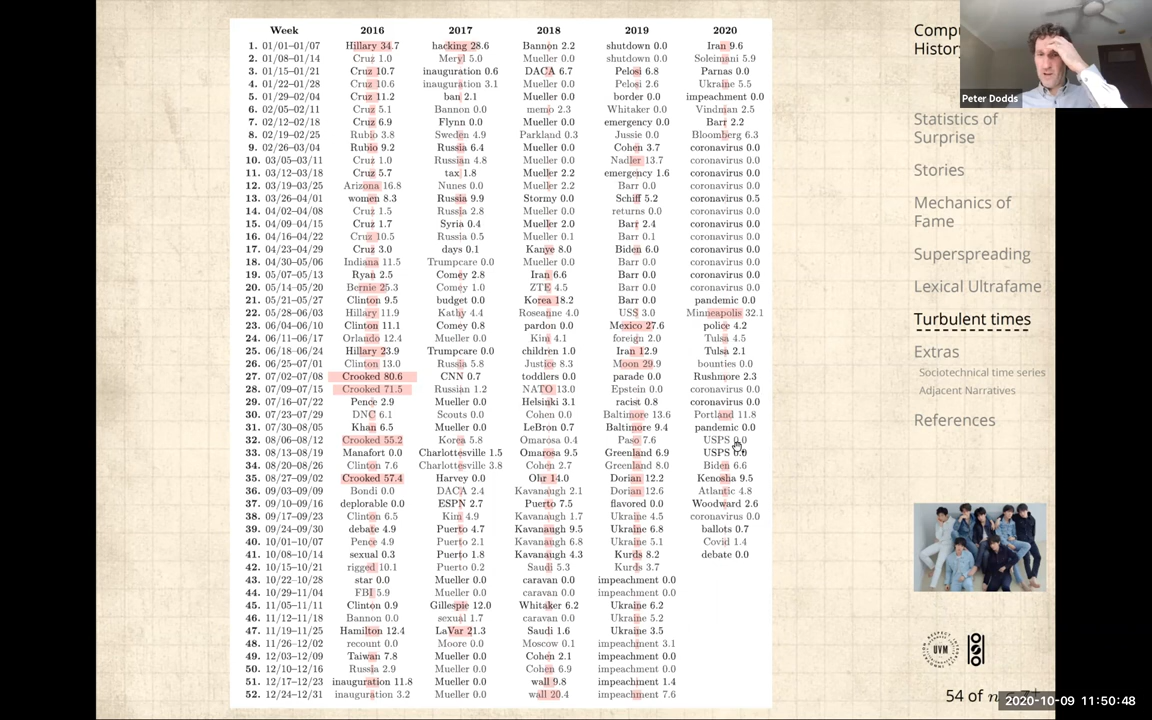 Week 2016 2017 2018 2019 2020
1. 01/01–01/07 Hillary 34.7 hacking 28.6 Bannon 2.2 shutdown 0.0 Iran 9.6
2. 01/08–01/14 Cruz 1.0 Meryl 5.0 Mueller 0.0 shutdown 0.0 Soleimani 5.9
3. 01/15–01/21 Cruz 10.7 inauguration 0.6 DACA 6.7 Pelosi 6.8 Parnas 0.0
4. 01/22–01/28 Cruz 10.6 inauguration 3.1 Mueller 0.0 Pelosi 2.6 Ukraine 5.5
5. 01/29–02/04 Cruz 11.2 ban 2.1 Mueller 0.0 border 0.0 impeachment 0.0
6. 02/05–02/11 Cruz 5.1 Bannon 0.0 memo 2.3 Whitaker 0.0 Vindman 2.5
7. 02/12–02/18 Cruz 6.9 Flynn 0.0 Mueller 0.0 emergency 0.0 Barr 2.2
8. 02/19–02/25 Rubio 3.8 Sweden 4.9 Parkland 0.3 Jussie 0.0 Bloomberg 6.3
9. 02/26–03/04 Rubio 9.2 Russia 6.4 Mueller 0.0 Cohen 3.7 coronavirus 0.0
10. 03/05–03/11 Cruz 1.0 Russian 4.8 Mueller 0.0 Nadler 13.7 coronavirus 0.0
11. 03/12–03/18 Cruz 5.7 tax 1.8 Mueller 2.2 emergency 1.6 coronavirus 0.0
12. 03/19–03/25 Arizona 16.8 Nunes 0.0 Mueller 2.2 Barr 0.0 coronavirus 0.0
13. 03/26–04/01 women 8.3 Russia 9.9 Stormy 0.0 Schiff 5.2 coronavirus 0.5
14. 04/02–04/08 Cruz 1.5 Russia 2.8 Mueller 0.0 returns 0.0 coronavirus 0.0
15. 04/09–04/15 Cruz 1.7 Syria 0.4 Mueller 2.0 Barr 2.4 coronavirus 0.0
16. 04/16–04/22 Cruz 10.5 Russia 0.5 Mueller 0.1 Barr 0.1 coronavirus 0.0
17. 04/23–04/29 Cruz 3.0 days 0.1 Kanye 8.0 Biden 6.0 coronavirus 0.0
18. 04/30–05/06 Indiana 11.5 Trumpcare 0.0 Mueller 0.0 Barr 0.0 coronavirus 0.0
19. 05/07–05/13 Ryan 2.5 Comey 2.8 Iran 6.6 Barr 0.0 coronavirus 0.0
20. 05/14–05/20 Bernie 25.3 Comey 1.0 ZTE 4.5 Barr 0.0 coronavirus 0.0
21. 05/21–05/27 Clinton 9.5 budget 0.0 Korea 18.2 Barr 0.0 pandemic 0.0
22. 05/28–06/03 Hillary 11.9 Kathy 4.4 Roseanne 4.0 USS 3.0 Minneapolis 32.1
23. 06/04–06/10 Clinton 11.1 Comey 0.8 pardon 0.0 Mexico 27.6 police 4.2
24. 06/11–06/17 Orlando 12.4 Mueller 0.0 Kim 4.1 foreign 2.0 Tulsa 4.5
25. 06/18–06/24 Hillary 23.9 Trumpcare 0.0 children 1.0 Iran 12.9 Tulsa 2.1
26. 06/25–07/01 Clinton 13.0 Russia 5.8 Justice 8.3 Moon 29.9 bounties 0.0
27. 07/02–07/08 Crooked 80.6 CNN 0.7 toddlers 0.0 parade 0.0 Rushmore 2.3
28. 07/09–07/15 Crooked 71.5 Russian 1.2 NATO 13.0 Epstein 0.0 coronavirus 0.0
29. 07/16–07/22 Pence 2.9 Mueller 0.0 Helsinki 3.1 racist 0.8 coronavirus 0.0
30. 07/23–07/29 DNC 6.1 Scouts 0.0 Cohen 0.0 Baltimore 13.6 Portland 11.8
31. 07/30–08/05 Khan 6.5 Mueller 0.0 LeBron 0.7 Baltimore 9.4 pandemic 0.0
32. 08/06–08/12 Crooked 55.2 Korea 5.8 Omarosa 0.4 Paso 7.6 USPS 0.0
33. 08/13–08/19 Manafort 0.0 Charlottesville 1.5 Omarosa 9.5 Greenland 6.9 USPS
34. 08/20–08/26 Clinton 7.6 Charlottesville 3.8 Cohen 2.7 Greenland 8.0 Biden 6.6
35. 08/27–09/02 Crooked 57.4 Harvey 0.0 Ohr 14.0 Dorian 12.2 Kenosha 9.5
36. 09/03–09/09 Bondi 0.0 DACA 2.4 Kavanaugh 2.1 Dorian 12.6 Atlantic 4.8
37. 09/10–09/16 deplorable 0.0 ESPN 2.7 Puerto 7.5 flavored 0.0 Woodward 2.6
38. 09/17–09/23 Clinton 6.5 Kim 4.9 Kavanaugh 1.7 Ukraine 4.5 coronavirus 0.0
39. 09/24–09/30 debate 4.9 Puerto 4.7 Kavanaugh 9.5 Ukraine 6.8 ballots 0.7
40. 10/01–10/07 Pence 4.9 Puerto 2.1 Kavanaugh 6.8 Ukraine 5.1 Covid 1.4
41. 10/08–10/14 sexual 0.3 Puerto 1.8 Kavanaugh 4.3 Kurds 8.2 debate 0.0
42. 10/15–10/21 rigged 10.1 Puerto 0.2 Saudi 5.3 Kurds 3.7
43. 10/22–10/28 star 0.0 Mueller 0.0 caravan 0.0 impeachment 0.0
44. 10/29–11/04 FBI 5.9 Mueller 0.0 caravan 0.0 impeachment 0.0
45. 11/05–11/11 Clinton 0.9 Gillespie 12.0 Whitaker 6.2 Ukraine 6.2
46. 11/12–11/18 Bannon 0.0 sexual 1.7 caravan 0.0 Ukraine 5.2
47. 11/19–11/25 Hamilton 12.4 LaVar 21.3 Saudi 1.6 Ukraine 3.5
48. 11/26–12/02 recount 0.0 Moore 0.0 Moscow 0.1 impeachment 3.1
49. 12/03–12/09 Taiwan 7.8 Mueller 0.0 Cohen 2.1 impeachment 0.0
50. 12/10–12/16 Russia 2.9 Mueller 0.0 Cohen 6.9 impeachment 0.0
51. 12/17–12/23 inauguration 11.8 Mueller 0.0 wall 9.8 impeachment 1.4
52. 12/24–12/31 inauguration 3.2 Mueller 0.0 wall 20.4 impeachment 7.6
Peter Dodds
Statistics of
Surprise
Stories
Mechanics of
Fame
Superspreading
Lexical Ultrafame
Turbulent times
Extras
Sociotechnical time series
Adjacent Narratives
References
UVM
54 of
2020-10-09 11:50:48